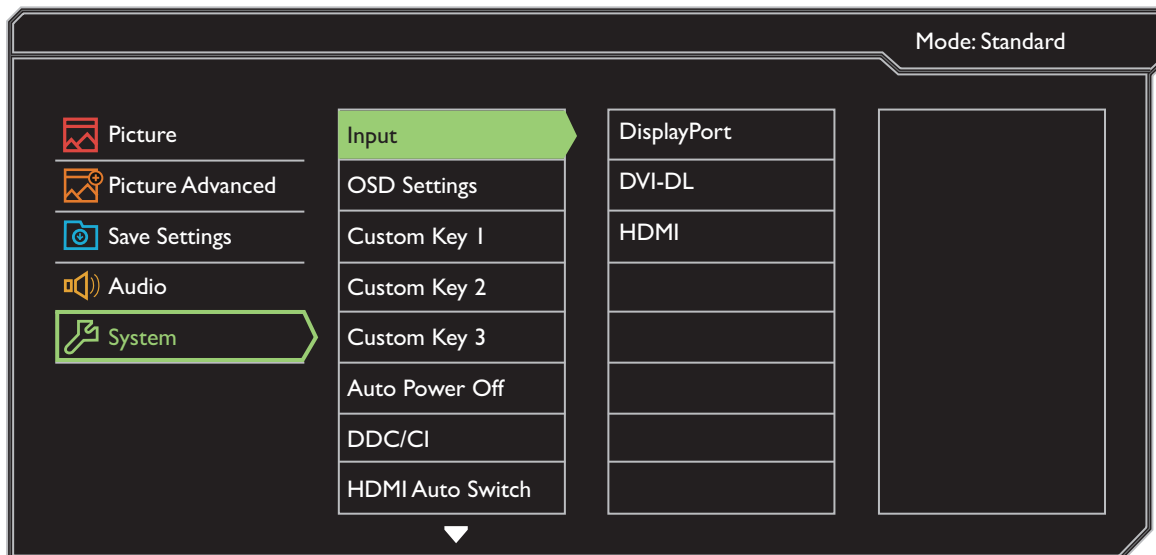 Mode: Standard
Picture
Picture Advanced
Save Settings
Audio
System
Input
OSD Settings
Custom Key 1
Custom Key 2
Custom Key 3
Auto Power Off
DDC/CI
HDMI Auto Switch
DisplayPort
DVI-DL
HDMI